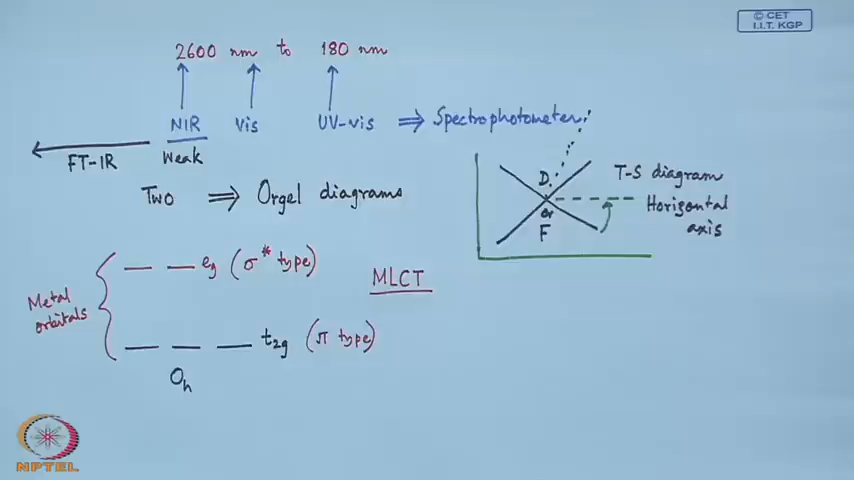 © CET
I.I.T. KGP
2600 nm to 180 nm
NIR Vis UV-vis ⟹ Spectrophotometer
FT-IR
Weak
Two ⟹ Orgel diagrams
D
or
F
T-S diagram
Horisontal
axis
Metal
orbitals
eg (σ* type)
MLCT
t2g (π type)
Oh
NPTEL